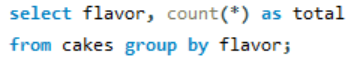 select flavor, count(*) as total
from cakes group by flavor;